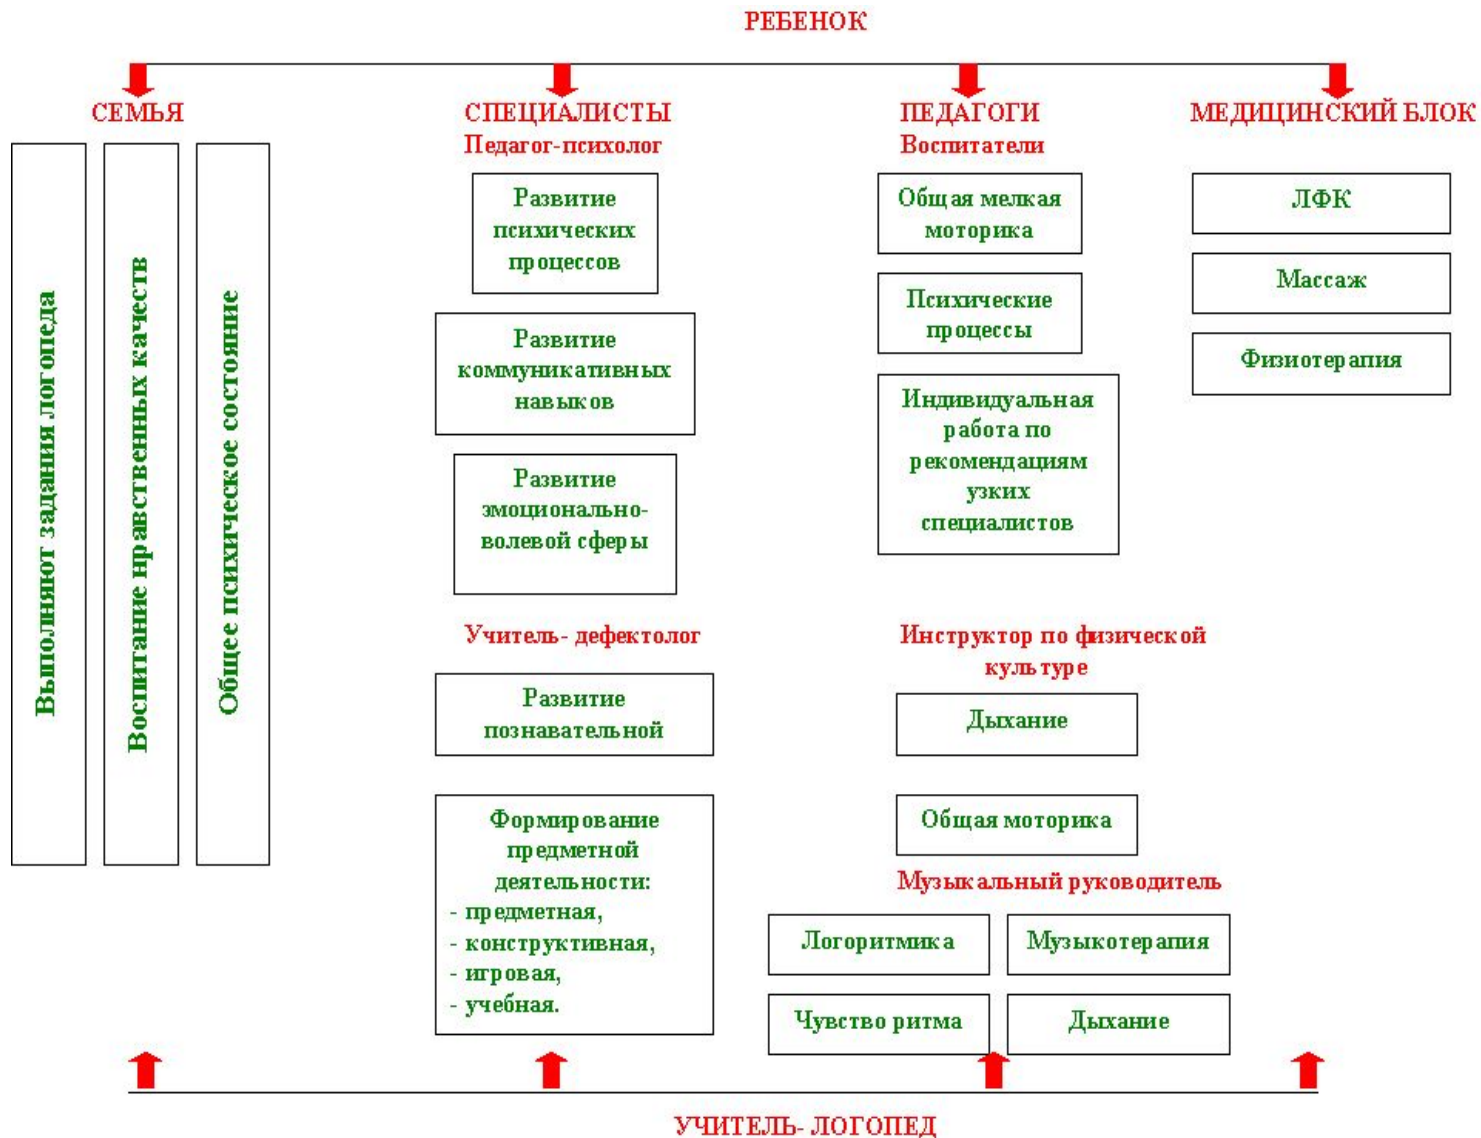 РЕБЕНОК
СЕМЬЯ
Выполняют задания логопеда
Воспитание нравственных качеств
Общее психическое состояние
СПЕЦИАЛИСТЫ
Педагог-психолог
Развитие
психических
процессов
Развитие
коммуникативных
навыков
Развитие
эмоционально-
волевой сферы
Учитель- дефектолог
Развитие
познавательной
Формирование
предметной
деятельности:
- предметная,
- конструктивная,
- игровая,
- учебная.
ПЕДАГОГИ
Воспитатели
Общая мелкая
моторика
Психические
процессы
Индивидуальная
работа по
рекомендациям
узких
специалистов
Инструктор по физической
культуре
Дыхание
Общая моторика
Музыкальный руководитель
Логоритмика
Музыкотерапия
Чувство ритма
Дыхание
МЕДИЦИНСКИЙ БЛОК
ЛФК
Массаж
Физиотерапия
УЧИТЕЛЬ- ЛОГОПЕД